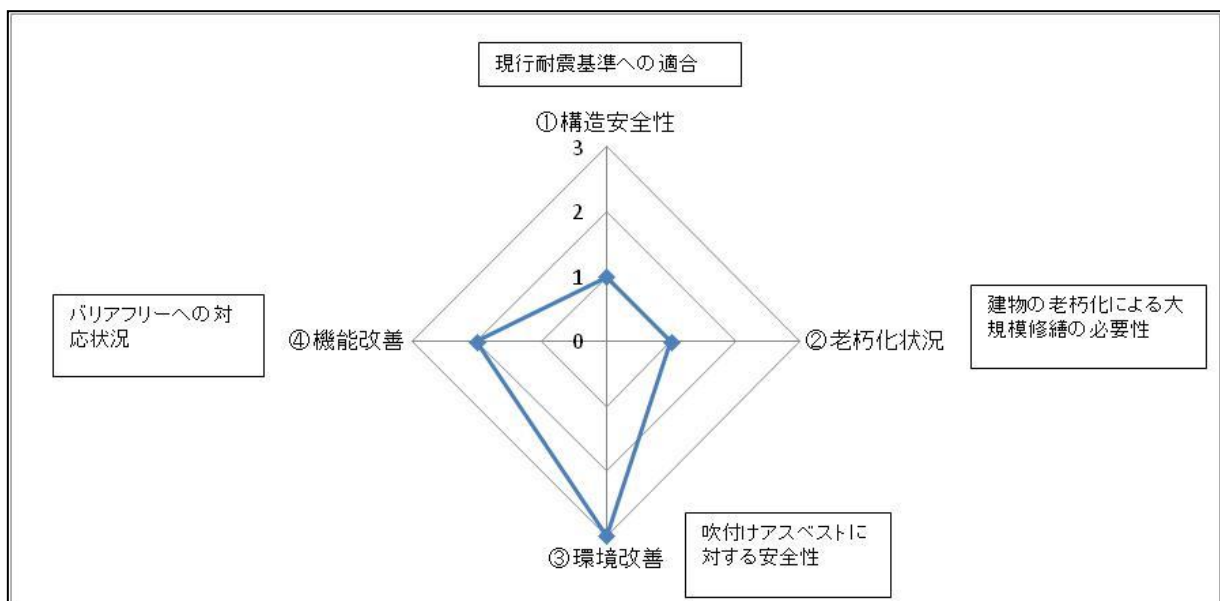 現行耐震基準への適合
①構造安全性
3
2
1
0
バリアフリーへの対
応状況
④機能改善
②老朽化状況
建物の老朽化による大
規模修繕の必要性
③環境改善
吹付けアスベストに
対する安全性